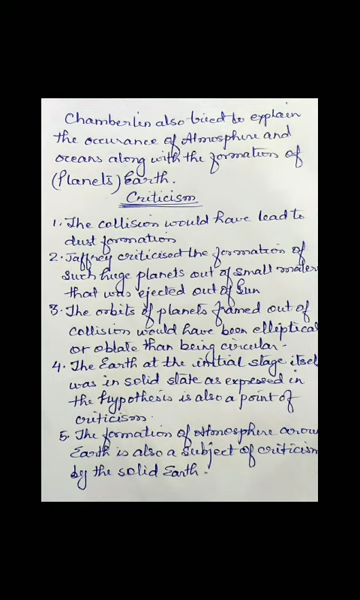 Chamberlin also tried to explain
the occurance of Atmosphere and
oceans along with the formation of
(Planets) Earth.
Criticism
1. The collision would have lead to
dust formation
2. Jaffrey criticised the formation of
such huge planets out of small mater
that was ejected out of Sun
3. The orbits of planets framed out of
collision would have been elliptical
or oblate than being circular.
4. The Earth at the initial stage itsel
was in solid state as expressed in
the hypothesis is also a point of
criticism.
5. The formation of Atmosphere arou
Earth is also a subject of criticism
by the solid Earth.